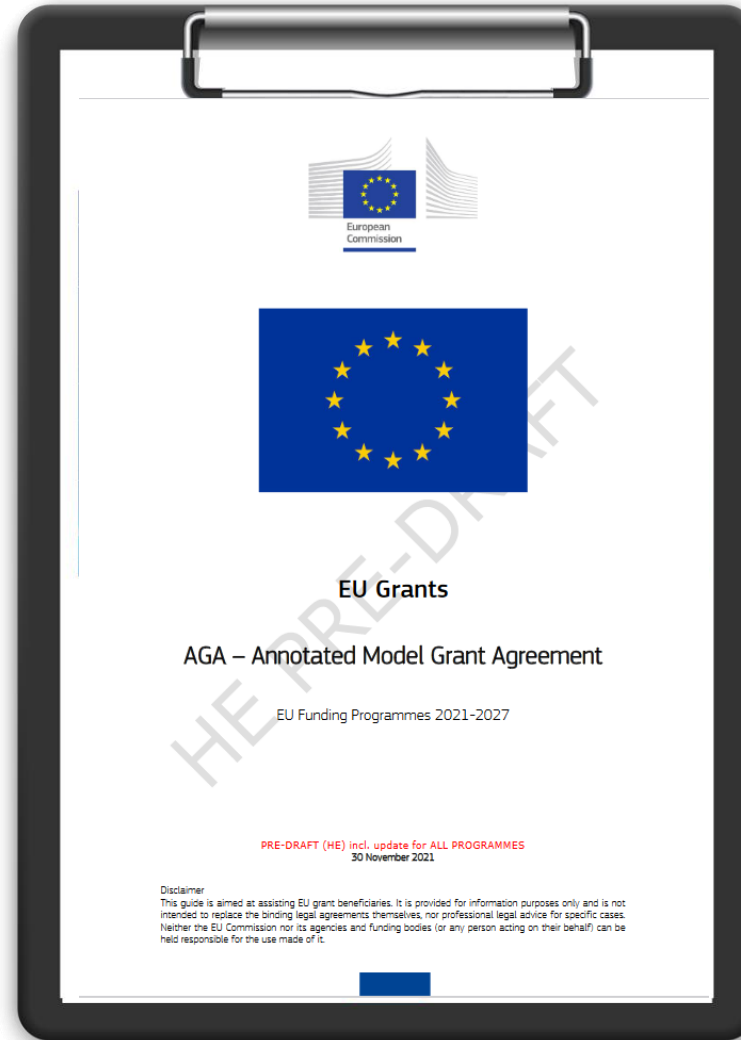 European
Commission
EU Grants
AGA – Annotated Model Grant Agreement
EU Funding Programmes 2021-2027
HE PRE-DRAFT
PRE-DRAFT (HE) incl. update for ALL PROGRAMMES
30 November 2021
Disclaimer
This guide is aimed at assisting EU grant beneficiaries. It is provided for information purposes only and is not
intended to replace the binding legal agreements themselves, nor professional legal advice for specific cases.
Neither the EU Commission nor its agencies and funding bodies (or any person acting on their behalf) can be
held responsible for the use made of it.